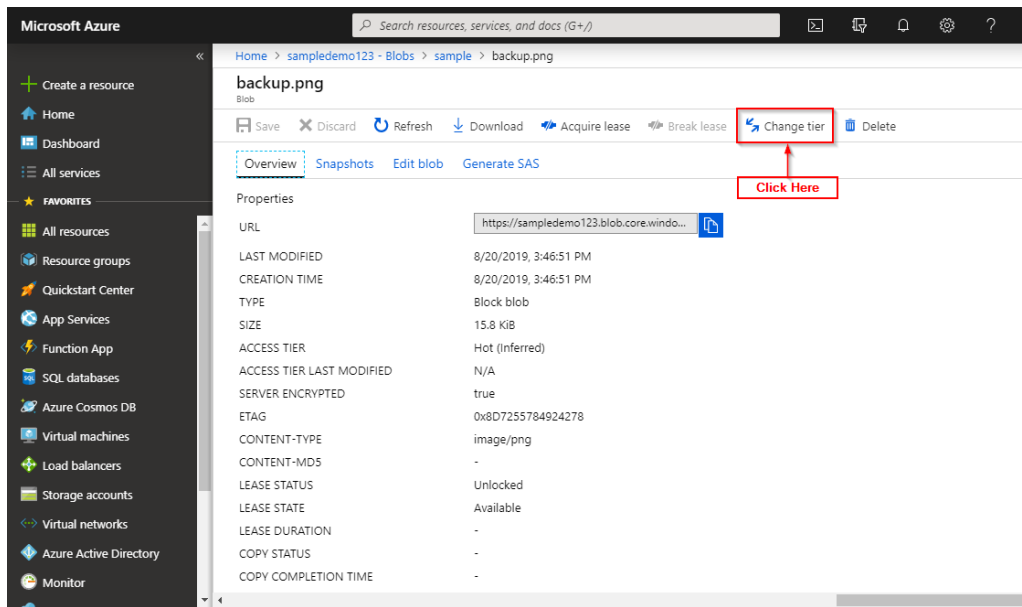 Microsoft Azure
Search resources, services, and docs (G+/)
?
«
Create a resource
Home
Dashboard
All services
FAVORITES
All resources
Resource groups
Quickstart Center
App Services
Function App
SQL databases
Azure Cosmos DB
Virtual machines
Load balancers
Storage accounts
Virtual networks
Azure Active Directory
Monitor
Home > sampledemo123 - Blobs > sample > backup.png
backup.png
Blob
Save Discard Refresh Download Acquire lease Break lease Change tier Delete
Click Here
Overview Snapshots Edit blob Generate SAS
Properties
URL https://sampledemo123.blob.core.windo...
LAST MODIFIED 8/20/2019, 3:46:51 PM
CREATION TIME 8/20/2019, 3:46:51 PM
TYPE Block blob
SIZE 15.8 KiB
ACCESS TIER Hot (Inferred)
ACCESS TIER LAST MODIFIED N/A
SERVER ENCRYPTED true
ETAG 0x8D7255784924278
CONTENT-TYPE image/png
CONTENT-MD5 -
LEASE STATUS Unlocked
LEASE STATE Available
LEASE DURATION -
COPY STATUS -
COPY COMPLETION TIME -